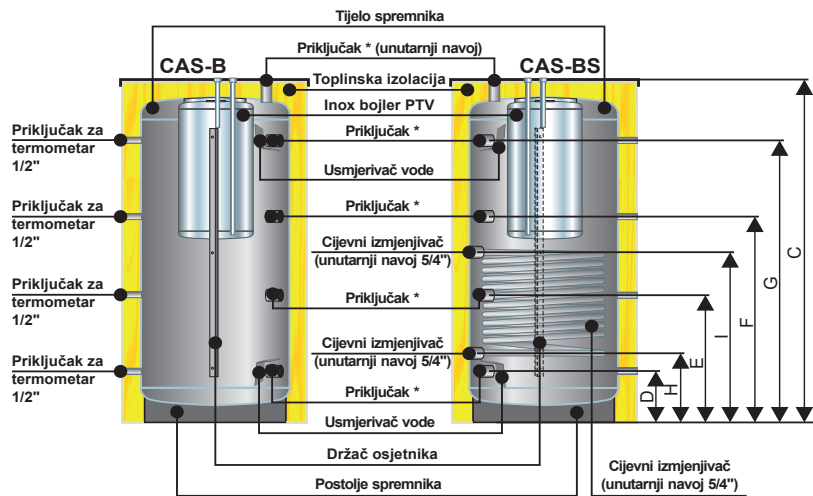 Tijelo spremnika
CAS-B
Priključak * (unutarnji navoj)
CAS-BS
Toplinska izolacija
Inox bojler PTV
Priključak za
termometar
1/2"
Priključak *
Usmjerivač vode
Priključak za
termometar
1/2"
Priključak *
Cijevni izmjenjivač
(unutarnji navoj 5/4")
Priključak za
termometar
1/2"
Priključak *
Cijevni izmjenjivač
(unutarnji navoj 5/4")
Priključak za
termometar
1/2"
Priključak *
Usmjerivač vode
Držač osjetnika
Cijevni izmjenjivač
(unutarnji navoj 5/4")
Postolje spremnika
D
H
E
I
F
G
C